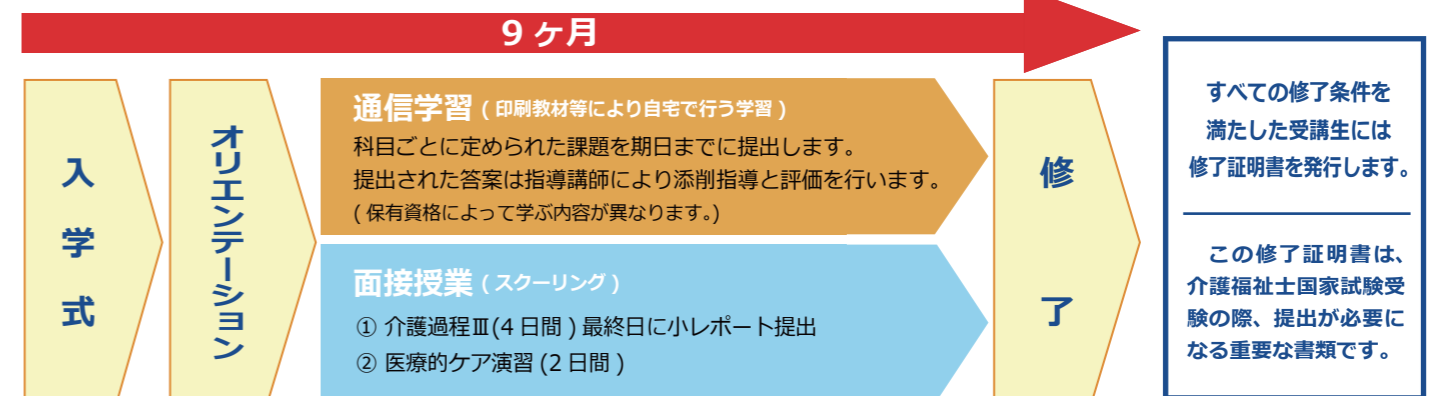 9ヶ月
入学式
オリエンテーション
通信学習 ( 印刷教材等により自宅で行う学習 )
科目ごとに定められた課題を期日までに提出します。
提出された答案は指導講師により添削指導と評価を行います。
( 保有資格によって学ぶ内容が異なります。)
面接授業 ( スクーリング )
① 介護過程Ⅲ(4 日間 ) 最終日に小レポート提出
② 医療的ケア演習 (2 日間 )
修了
すべての修了条件を
満たした受講生には
修了証明書を発行します。
この修了証明書は、
介護福祉士国家試験受
験の際、提出が必要に
なる重要な書類です。